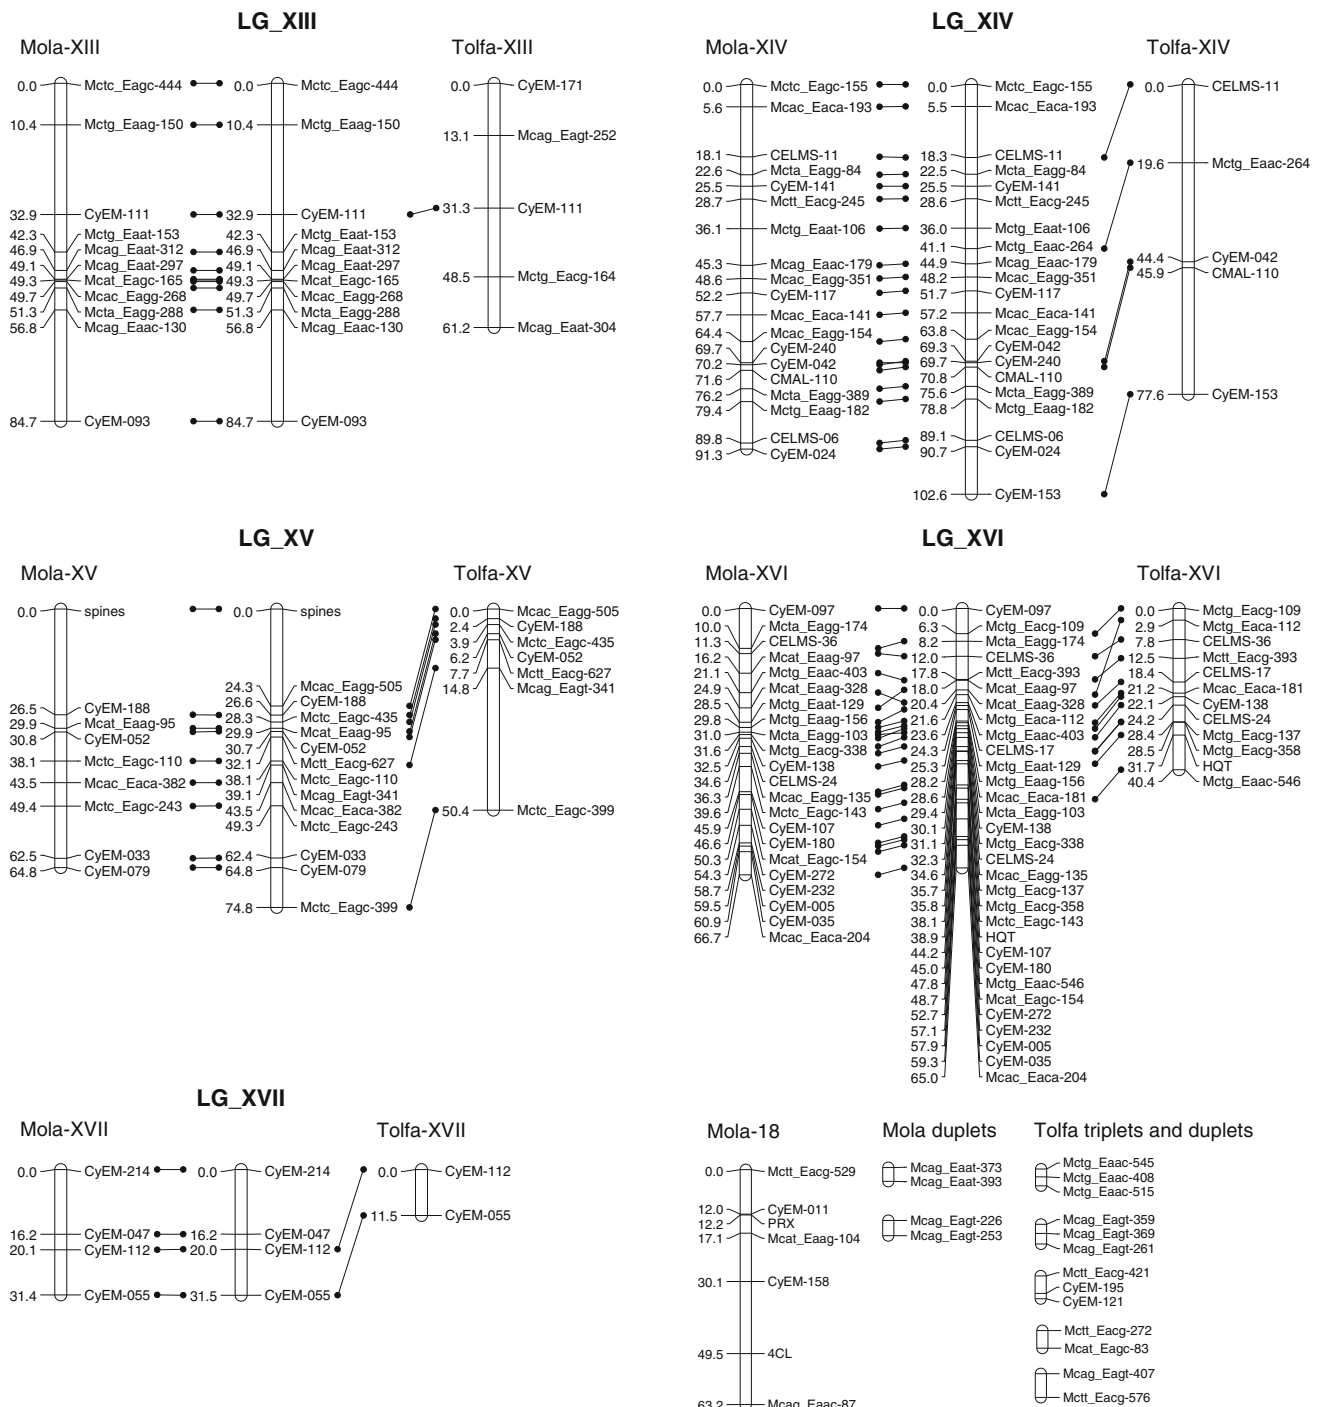 LG_XIII
Mola-XIII
Tolfa-XIII
0.0 Mctc_Eagc-444
10.4 Mctg_Eaag-150
32.9 CyEM-111
42.3 Mctg_Eaat-153
46.9 Mcag_Eaat-312
49.1 Mcag_Eaat-297
49.3 Mcat_Eagc-165
49.7 Mcac_Eagg-268
51.3 Mcta_Eagg-288
56.8 Mcag_Eaac-130
84.7 CyEM-093
0.0 Mctc_Eagc-444
10.4 Mctg_Eaag-150
32.9 CyEM-111
42.3 Mctg_Eaat-153
46.9 Mcag_Eaat-312
49.1 Mcag_Eaat-297
49.3 Mcat_Eagc-165
49.7 Mcac_Eagg-268
51.3 Mcta_Eagg-288
56.8 Mcag_Eaac-130
84.7 CyEM-093
0.0 CyEM-171
13.1 Mcag_Eagt-252
31.3 CyEM-111
48.5 Mctg_Eacg-164
61.2 Mcag_Eaat-304
LG_XIV
Mola-XIV
Tolfa-XIV
0.0 Mctc_Eagc-155
5.6 Mcac_Eaca-193
18.1 CELMS-11
22.6 Mcta_Eagg-84
25.5 CyEM-141
28.7 Mctt_Eacg-245
36.1 Mctg_Eaat-106
45.3 Mcag_Eaac-179
48.6 Mcac_Eagg-351
52.2 CyEM-117
57.7 Mcac_Eaca-141
64.4 Mcac_Eagg-154
69.7 CyEM-240
70.2 CyEM-042
71.6 CMAL-110
76.2 Mcta_Eagg-389
79.4 Mctg_Eaag-182
89.8 CELMS-06
91.3 CyEM-024
0.0 Mctc_Eagc-155
5.5 Mcac_Eaca-193
18.3 CELMS-11
22.5 Mcta_Eagg-84
25.5 CyEM-141
28.6 Mctt_Eacg-245
36.0 Mctg_Eaat-106
41.1 Mctg_Eaac-264
44.9 Mcag_Eaac-179
48.2 Mcac_Eagg-351
51.7 CyEM-117
57.2 Mcac_Eaca-141
63.8 Mcac_Eagg-154
69.3 CyEM-042
69.7 CyEM-240
70.8 CMAL-110
75.6 Mcta_Eagg-389
78.8 Mctg_Eaag-182
89.1 CELMS-06
90.7 CyEM-024
102.6 CyEM-153
0.0 CELMS-11
19.6 Mctg_Eaac-264
44.4 CyEM-042
45.9 CMAL-110
77.6 CyEM-153
LG_XV
Mola-XV
Tolfa-XV
0.0 spines
26.5 CyEM-188
29.9 Mcat_Eaag-95
30.8 CyEM-052
38.1 Mctc_Eagc-110
43.5 Mcac_Eaca-382
49.4 Mctc_Eagc-243
62.5 CyEM-033
64.8 CyEM-079
0.0 spines
24.3 Mcac_Eagg-505
26.6 CyEM-188
28.3 Mctc_Eagc-435
29.9 Mcat_Eaag-95
30.7 CyEM-052
32.1 Mctt_Eacg-627
38.1 Mctc_Eagc-110
39.1 Mcag_Eagt-341
43.5 Mcac_Eaca-382
49.3 Mctc_Eagc-243
62.4 CyEM-033
64.8 CyEM-079
74.8 Mctc_Eagc-399
0.0 Mcac_Eagg-505
2.4 CyEM-188
3.9 Mctc_Eagc-435
6.2 CyEM-052
7.7 Mctt_Eacg-627
14.8 Mcag_Eagt-341
50.4 Mctc_Eagc-399
LG_XVI
Mola-XVI
Tolfa-XVI
0.0 CyEM-097
10.0 Mcta_Eagg-174
11.3 CELMS-36
16.2 Mcat_Eaag-97
21.1 Mctg_Eaac-403
24.9 Mcat_Eaag-328
28.5 Mctg_Eaat-129
29.8 Mctg_Eaag-156
31.0 Mcta_Eagg-103
31.6 Mctg_Eacg-338
32.5 CyEM-138
34.6 CELMS-24
36.3 Mcac_Eagg-135
39.6 Mctc_Eagc-143
45.9 CyEM-107
46.6 CyEM-180
50.3 Mcat_Eagc-154
54.3 CyEM-272
58.7 CyEM-232
59.5 CyEM-005
60.9 CyEM-035
66.7 Mcac_Eaca-204
0.0 CyEM-097
6.3 Mctg_Eacg-109
8.2 Mcta_Eagg-174
12.0 CELMS-36
17.8 Mctt_Eacg-393
18.0 Mcat_Eaag-97
20.4 Mcat_Eaag-328
21.6 Mctg_Eaca-112
23.6 Mctg_Eaac-403
24.3 CELMS-17
25.3 Mctg_Eaat-129
28.2 Mctg_Eaag-156
28.6 Mcac_Eaca-181
29.4 Mcta_Eagg-103
30.1 CyEM-138
31.1 Mctg_Eacg-338
32.3 CELMS-24
34.6 Mcac_Eagg-135
35.7 Mctg_Eacg-137
35.8 Mctg_Eacg-358
38.1 Mctc_Eagc-143
38.9 HQT
44.2 CyEM-107
45.0 CyEM-180
47.8 Mctg_Eaac-546
48.7 Mcat_Eagc-154
52.7 CyEM-272
57.1 CyEM-232
57.9 CyEM-005
59.3 CyEM-035
65.0 Mcac_Eaca-204
0.0 Mctg_Eacg-109
2.9 Mctg_Eaca-112
7.8 CELMS-36
12.5 Mctt_Eacg-393
18.4 CELMS-17
21.2 Mcac_Eaca-181
22.1 CyEM-138
24.2 CELMS-24
28.4 Mctg_Eacg-137
28.5 Mctg_Eacg-358
31.7 HQT
40.4 Mctg_Eaac-546
LG_XVII
Mola-XVII
Tolfa-XVII
0.0 CyEM-214
16.2 CyEM-047
20.1 CyEM-112
31.4 CyEM-055
0.0 CyEM-214
16.2 CyEM-047
20.0 CyEM-112
31.5 CyEM-055
0.0 CyEM-112
11.5 CyEM-055
Mola-18
0.0 Mctt_Eacg-529
12.0 CyEM-011
12.2 PRX
17.1 Mcat_Eaag-104
30.1 CyEM-158
49.5 4CL
63.2 Mcag_Eaac-87
Mola duplets
Mcag_Eaat-373
Mcag_Eaat-393
Mcag_Eagt-226
Mcag_Eagt-253
Tolfa triplets and duplets
Mctg_Eaac-545
Mctg_Eaac-408
Mctg_Eaac-515
Mcag_Eagt-359
Mcag_Eagt-369
Mcag_Eagt-261
Mctt_Eacg-421
CyEM-195
CyEM-121
Mctt_Eacg-272
Mcat_Eagc-83
Mcag_Eagt-407
Mctt_Eacg-576